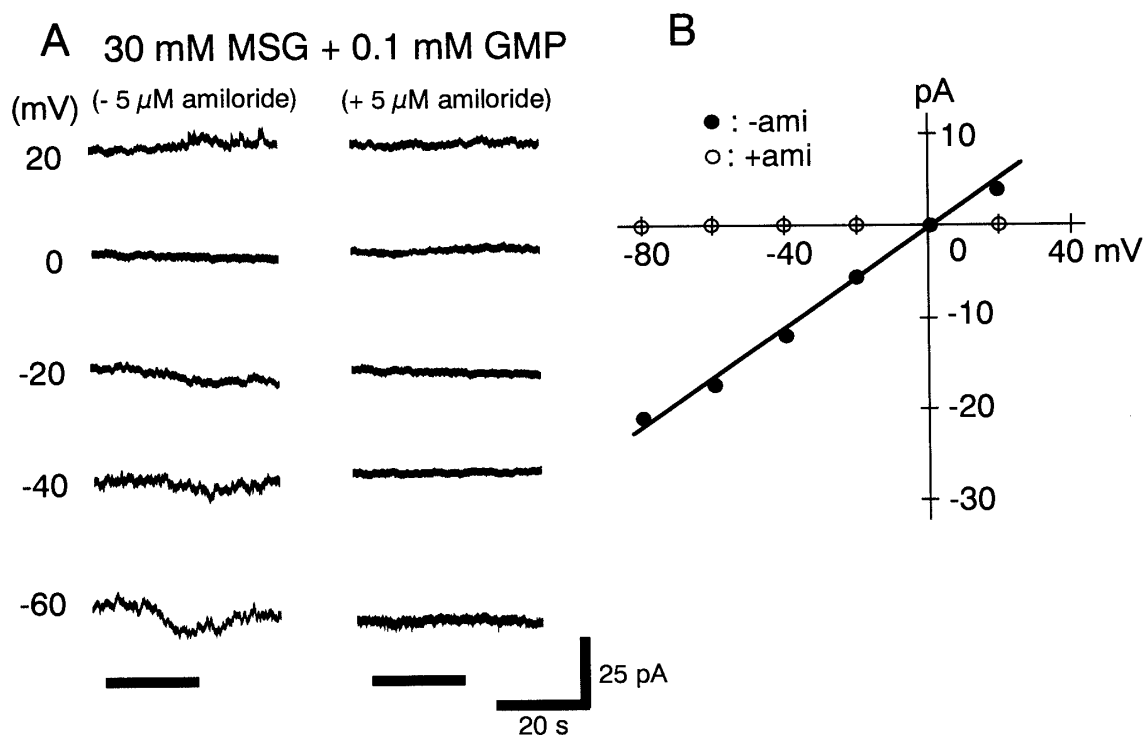 A
30 mM MSG + 0.1 mM GMP
(mV)
(- 5 µM amiloride)
(+ 5 µM amiloride)
20
0
-20
-40
-60
25 pA
20 s
B
pA
● : -ami
○ : +ami
10
-80
-40
0
40 mV
-10
-20
-30